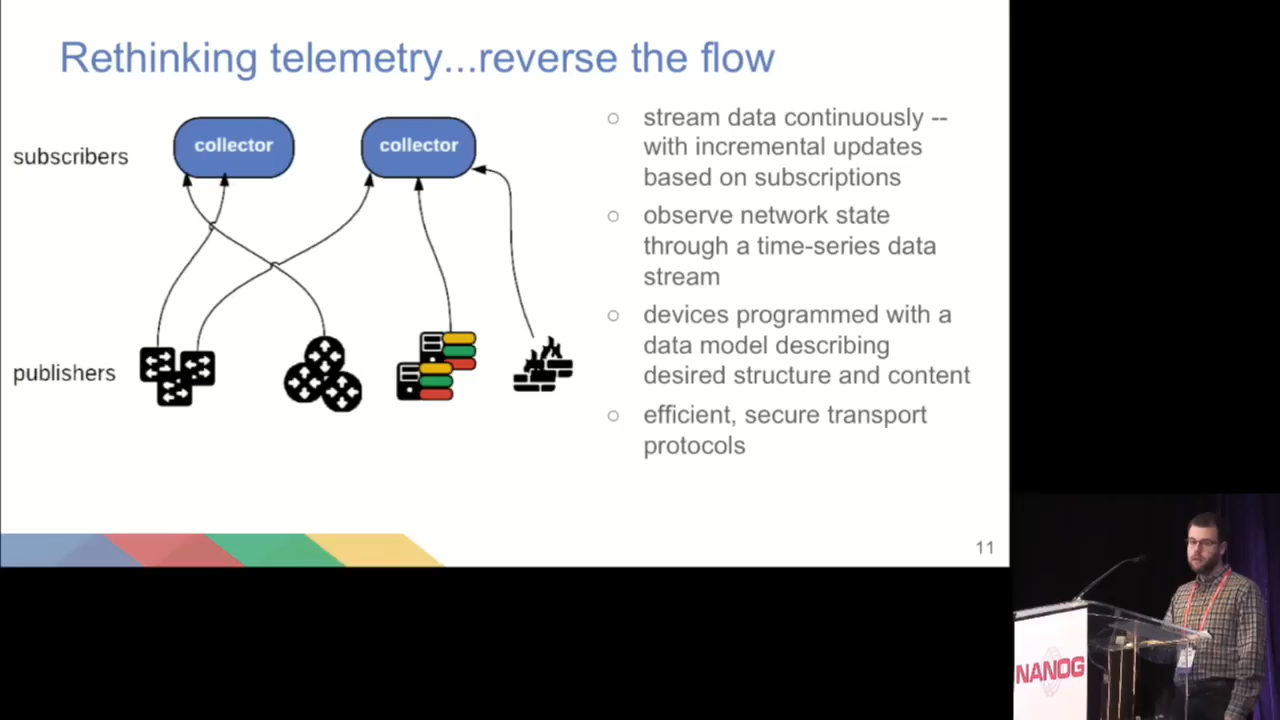 Rethinking telemetry...reverse the flow
subscribers
collector
collector
publishers
○ stream data continuously --
with incremental updates
based on subscriptions
○ observe network state
through a time-series data
stream
○ devices programmed with a
data model describing
desired structure and content
○ efficient, secure transport
protocols
11
NANOG